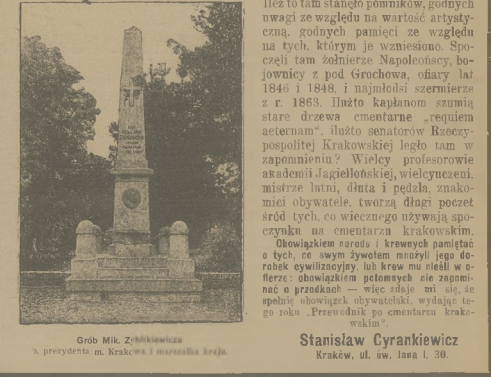 Ileż to tam stanęło pomników, godnych
uwagi ze względu na wartość artysty-
czną, godnych pamięci ze względu
na tych, którym je wzniesiono. Spo-
częli tam żołnierze Napoleońscy, bo-
jownicy z pod Grochowa, ofiary lat
1846 i 1848, i najmłodsi szermierze
z r. 1863. Ilużto kapłanom szumią
stare drzewa cmentarne „requiem
aeternam“, ilużto senatorów Rzeczy-
pospolitej Krakowskiej legło tam w
zapomnieniu? Wielcy profesorowie
akademii Jagiellońskiej, wielcy uczeni,
mistrze lutni, dłuta i pędzla, znako-
mici obywatele, tworzą długi poczet
śród tych, co wiecznego używają spo-
czynku na cmentarzu krakowskim.
Obowiązkiem narodu i krewnych pamiętać
o tych, co swym żywotem mnożyli jego do-
robek cywilizacyjny, lub krew mu nieśli w o-
fierze; obowiązkiem potomnych nie zapomi-
nać o przodkach — więc zdaje mi się, że
spełnię obowiązek obywatelski, wydając te-
go roku „Przewodnik po cmentarzu krako-
wskim“.
Stanisław Cyrankiewicz
Kraków, ul. św. Jana l. 30.
Grób Mik. Zyblikiewicza
b. prezydenta m. Krakowa i marszałka kraju.